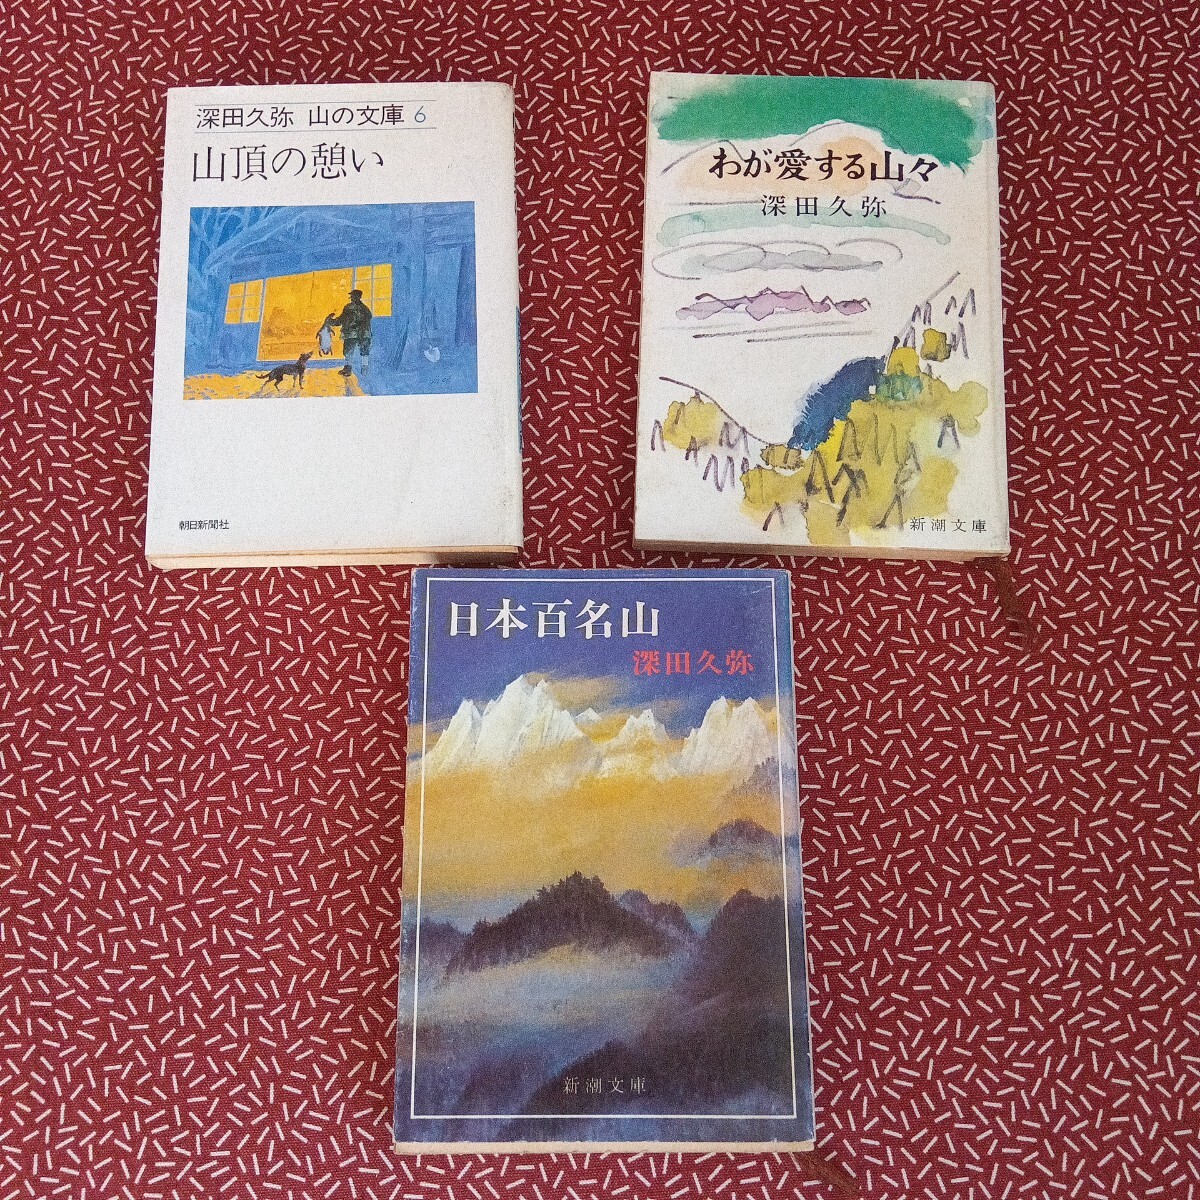 深田久弥 山の文庫 6
山頂の憩い
朝日新聞社
わが愛する山々
深田久弥
新潮文庫
日本百名山
深田久弥
新潮文庫